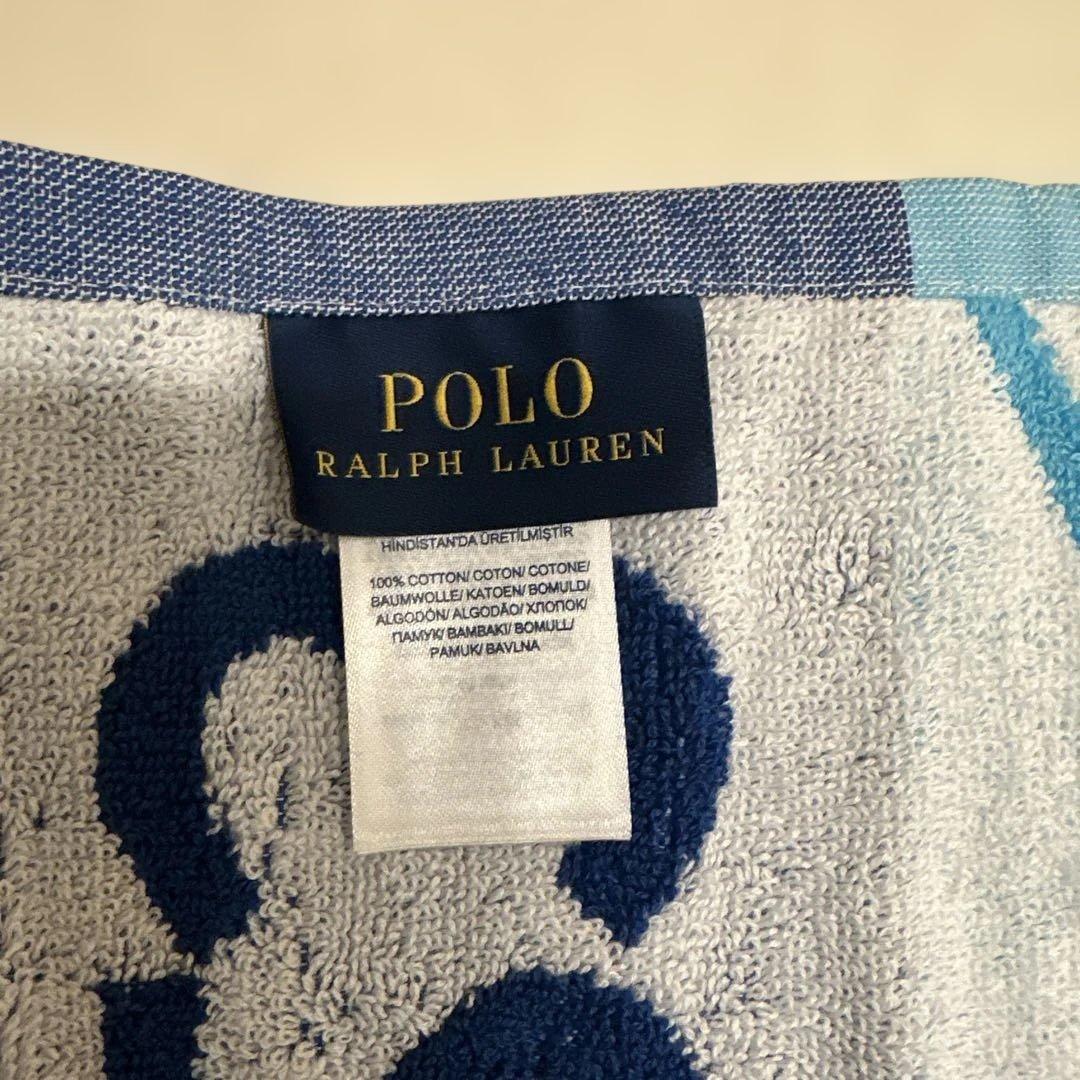 POLO
RALPH LAUREN
HİNDİSTAN'DA ÜRETİLMİŞTİR
100% COTTON/ COTON/ COTONE/
BAUMWOLLE/ KATOEN/ BOMULD/
ALGODÓN/ ALGODÃO/ ХЛОПОК/
ПАМУК/ ΒΑΜΒΑΚΙ/ BOMULL/
PAMUK/ BAVLNA